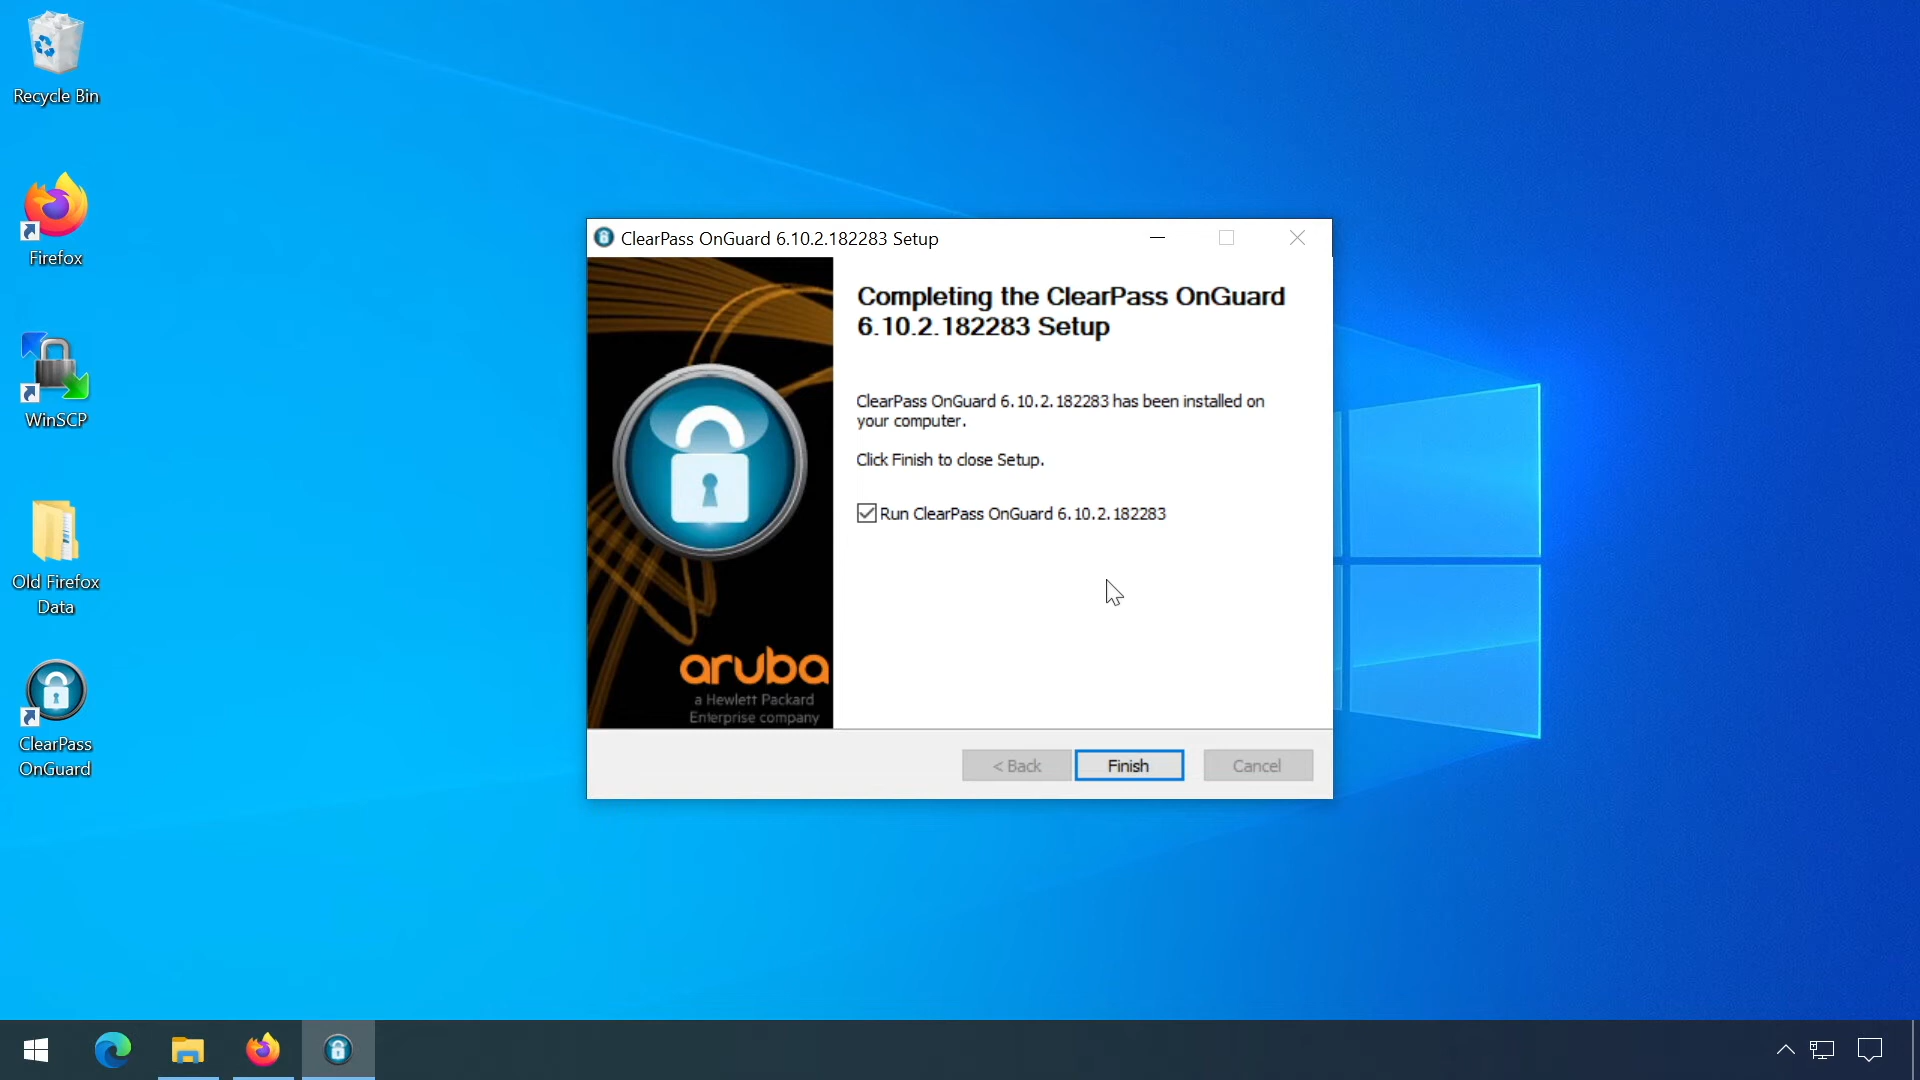 Recycle Bin
Firefox
WinSCP
Old Firefox
Data
ClearPass
OnGuard
ClearPass OnGuard 6.10.2.182283 Setup
Completing the ClearPass OnGuard
6.10.2.182283 Setup
ClearPass OnGuard 6.10.2.182283 has been installed on
your computer.
Click Finish to close Setup.
Run ClearPass OnGuard 6.10.2.182283
aruba
a Hewlett Packard
Enterprise company
< Back
Finish
Cancel